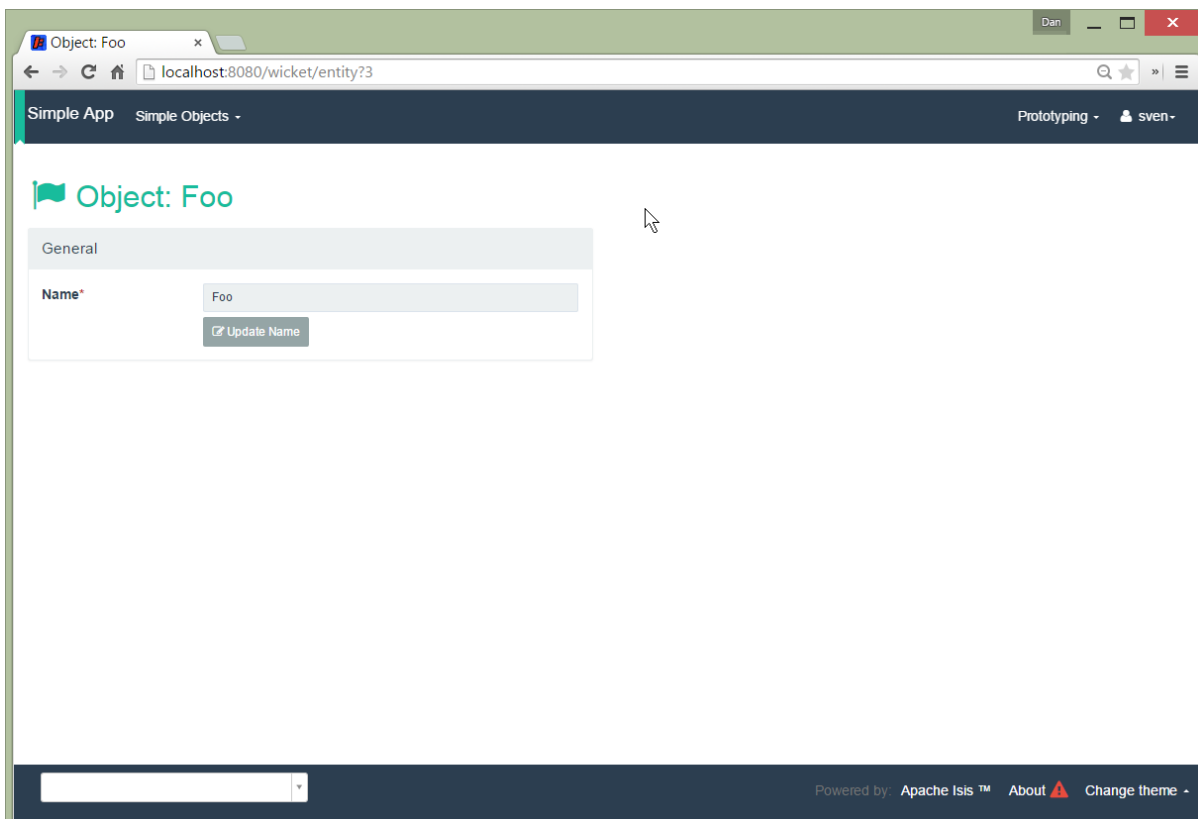 Dan
Object: Foo
localhost:8080/wicket/entity?3
Simple App Simple Objects Prototyping sven
Object: Foo
General
Name* Foo
Update Name
Powered by: Apache Isis ™ About Change theme